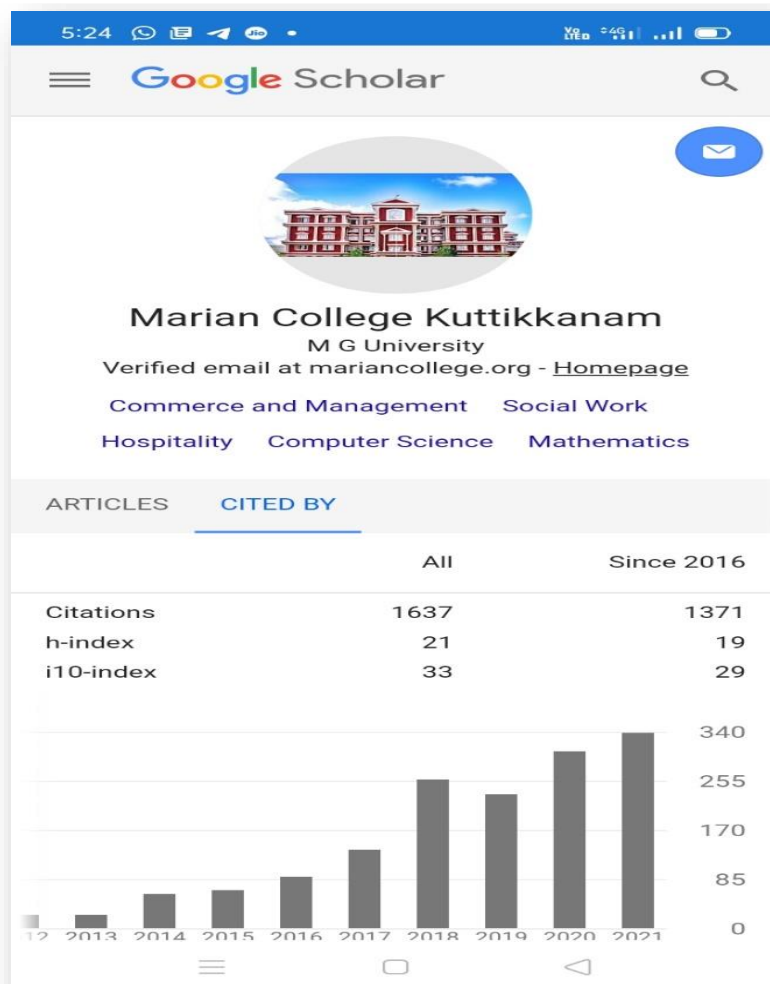 5:24
Jio
Google Scholar
Marian College Kuttikkanam
M G University
Verified email at mariancollege.org - Homepage
Commerce and Management Social Work
Hospitality Computer Science Mathematics
ARTICLES CITED BY
All Since 2016
Citations 1637 1371
h-index 21 19
i10-index 33 29
340
255
170
85
0
2013 2014 2015 2016 2017 2018 2019 2020 2021